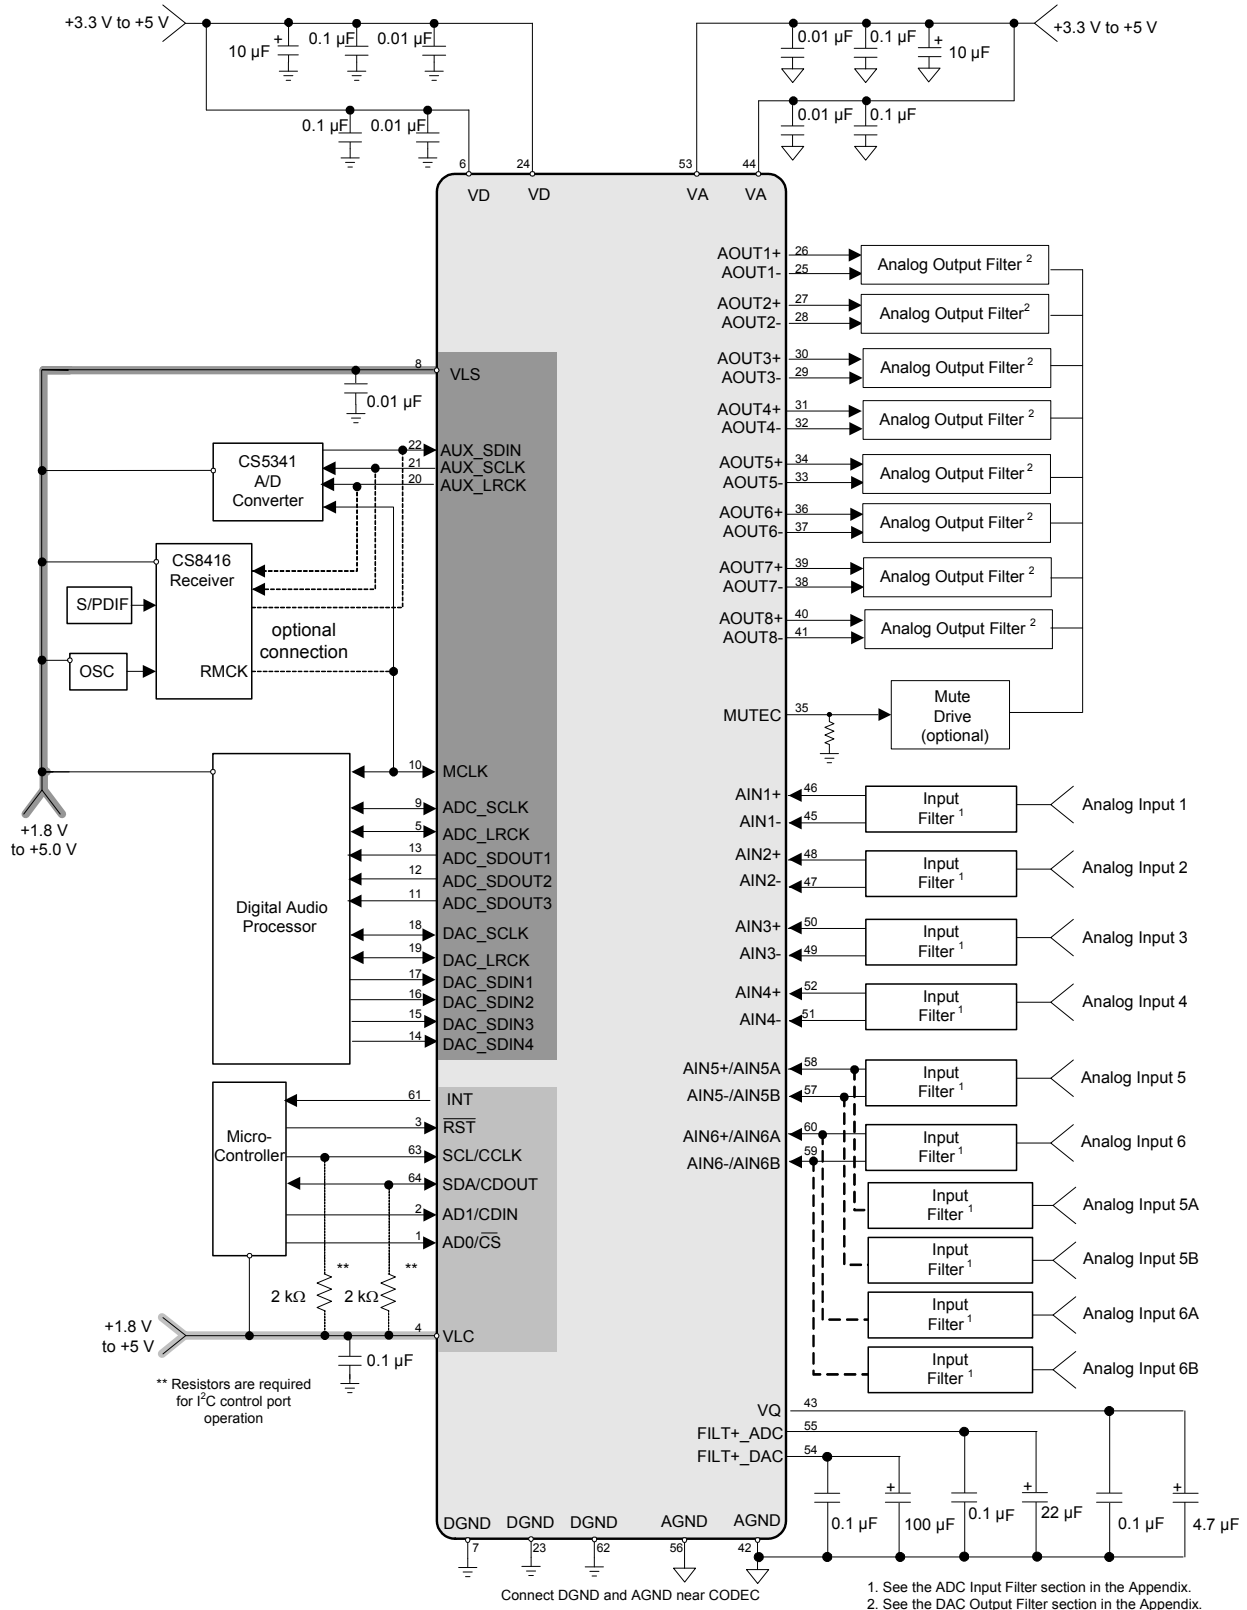 +3.3 V to +5 V
10 µF
+
0.1 µF
0.01 µF
0.1 µF
0.01 µF
0.01 µF
0.1 µF
+
10 µF
+3.3 V to +5 V
0.01 µF
0.1 µF
6
24
53
44
VD
VD
VA
VA
8
VLS
0.01 µF
CS5341
A/D
Converter
22
AUX_SDIN
21
AUX_SCLK
20
AUX_LRCK
CS8416
Receiver
S/PDIF
OSC
RMCK
optional
connection
+1.8 V
to +5.0 V
Digital Audio
Processor
10
MCLK
9
ADC_SCLK
5
ADC_LRCK
13
ADC_SDOUT1
12
ADC_SDOUT2
11
ADC_SDOUT3
18
DAC_SCLK
19
DAC_LRCK
17
DAC_SDIN1
16
DAC_SDIN2
15
DAC_SDIN3
14
DAC_SDIN4
Micro-
Controller
61
INT
3
RST
63
SCL/CCLK
64
SDA/CDOUT
2
AD1/CDIN
1
AD0/CS
**
**
2 kΩ
2 kΩ
+1.8 V
to +5 V
4
VLC
0.1 µF
** Resistors are required
for I²C control port
operation
AOUT1+
26
AOUT1-
25
Analog Output Filter ²
AOUT2+
27
AOUT2-
28
Analog Output Filter²
AOUT3+
30
AOUT3-
29
Analog Output Filter ²
AOUT4+
31
AOUT4-
32
Analog Output Filter ²
AOUT5+
34
AOUT5-
33
Analog Output Filter ²
AOUT6+
36
AOUT6-
37
Analog Output Filter ²
AOUT7+
39
AOUT7-
38
Analog Output Filter ²
AOUT8+
40
AOUT8-
41
Analog Output Filter ²
MUTEC
35
Mute
Drive
(optional)
AIN1+
46
AIN1-
45
Input
Filter ¹
Analog Input 1
AIN2+
48
AIN2-
47
Input
Filter ¹
Analog Input 2
AIN3+
50
AIN3-
49
Input
Filter ¹
Analog Input 3
AIN4+
52
AIN4-
51
Input
Filter ¹
Analog Input 4
AIN5+/AIN5A
58
AIN5-/AIN5B
57
Input
Filter ¹
Analog Input 5
AIN6+/AIN6A
60
AIN6-/AIN6B
59
Input
Filter ¹
Analog Input 6
Input
Filter ¹
Analog Input 5A
Input
Filter ¹
Analog Input 5B
Input
Filter ¹
Analog Input 6A
Input
Filter ¹
Analog Input 6B
VQ
43
FILT+_ADC
55
FILT+_DAC
54
0.1 µF
+
100 µF
0.1 µF
+
22 µF
0.1 µF
+
4.7 µF
DGND
DGND
DGND
AGND
AGND
7
23
62
56
42
Connect DGND and AGND near CODEC
1. See the ADC Input Filter section in the Appendix.
2. See the DAC Output Filter section in the Appendix.